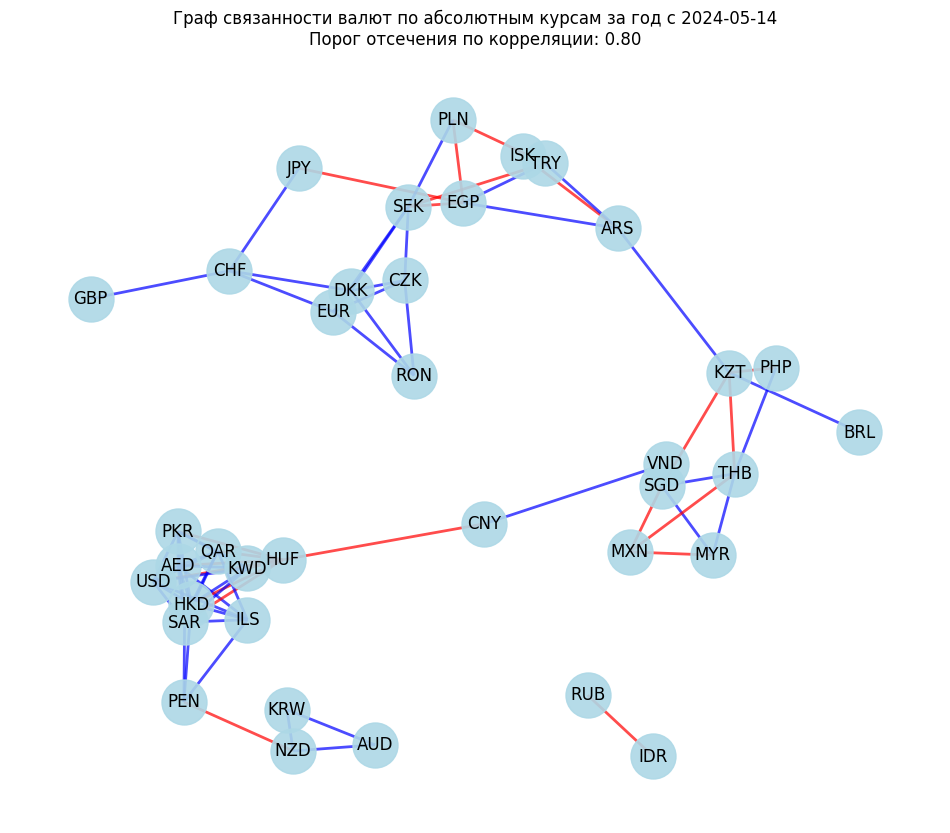 Граф связанности валют по абсолютным курсам за год с 2024-05-14
Порог отсечения по корреляции: 0.80
PLN
ISK
TRY
JPY
EGP
SEK
ARS
CHF
CZK
DKK
GBP
EUR
PHP
KZT
RON
BRL
VND
THB
SGD
CNY
PKR
QAR
MXN
MYR
HUF
AED
KWD
USD
HKD
ILS
SAR
RUB
PEN
KRW
AUD
NZD
IDR